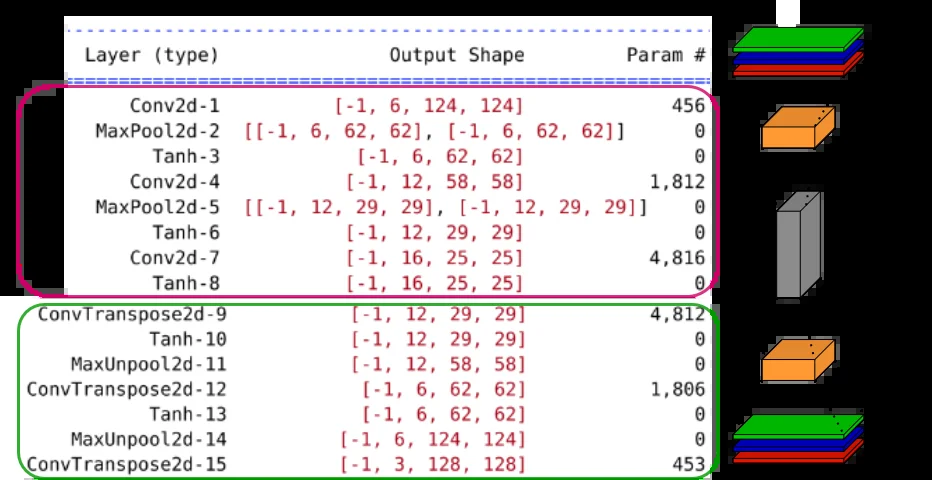 Layer (type) Output Shape Param #
Conv2d-1 [-1, 6, 124, 124] 456
MaxPool2d-2 [[-1, 6, 62, 62], [-1, 6, 62, 62]] 0
Tanh-3 [-1, 6, 62, 62] 0
Conv2d-4 [-1, 12, 58, 58] 1,812
MaxPool2d-5 [[-1, 12, 29, 29], [-1, 12, 29, 29]] 0
Tanh-6 [-1, 12, 29, 29] 0
Conv2d-7 [-1, 16, 25, 25] 4,816
Tanh-8 [-1, 16, 25, 25] 0
ConvTranspose2d-9 [-1, 12, 29, 29] 4,812
Tanh-10 [-1, 12, 29, 29] 0
MaxUnpool2d-11 [-1, 12, 58, 58] 0
ConvTranspose2d-12 [-1, 6, 62, 62] 1,806
Tanh-13 [-1, 6, 62, 62] 0
MaxUnpool2d-14 [-1, 6, 124, 124] 0
ConvTranspose2d-15 [-1, 3, 128, 128] 453